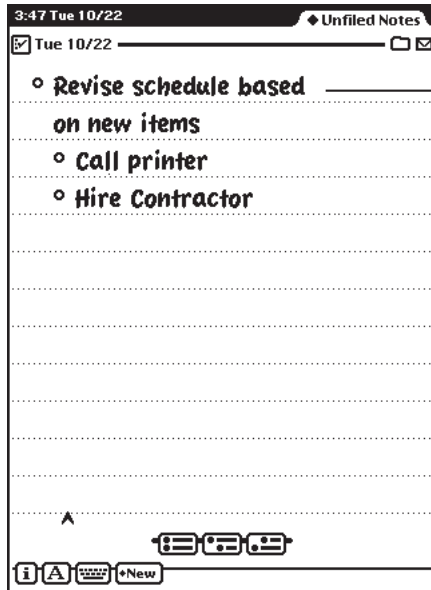 3:47 Tue 10/22
Unfiled Notes
Tue 10/22
Revise schedule based
on new items
Call printer
Hire Contractor
i A New